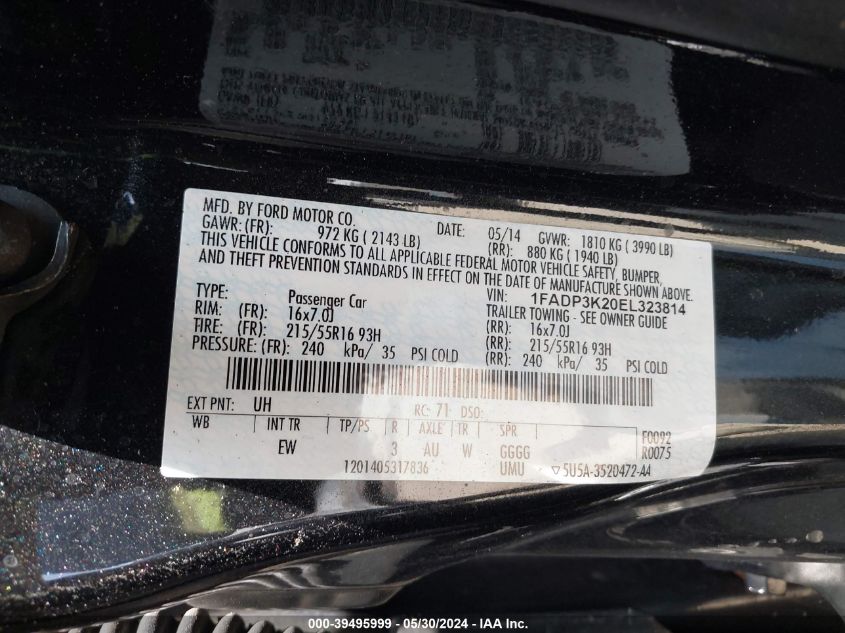 MFD. BY FORD MOTOR CO.
DATE: 05/14 GVWR: 1810 KG ( 3990 LB)
GAWR: (FR): 972 KG ( 2143 LB) (RR): 880 KG ( 1940 LB)
THIS VEHICLE CONFORMS TO ALL APPLICABLE FEDERAL MOTOR VEHICLE SAFETY, BUMPER,
AND THEFT PREVENTION STANDARDS IN EFFECT ON THE DATE OF MANUFACTURE SHOWN ABOVE.
VIN: 1FADP3K20EL323814
TYPE: Passenger Car TRAILER TOWING - SEE OWNER GUIDE
RIM: (FR): 16x7.0J (RR): 16x7.0J
TIRE: (FR): 215/55R16 93H (RR): 215/55R16 93H
PRESSURE: (FR): 240 kPa/ 35 PSI COLD (RR): 240 kPa/ 35 PSI COLD
EXT PNT: UH RC: 71 DSO:
WB INT TR TP/PS R AXLE TR SPR F0092
EW 3 AU W GGGG R0075
1201405317836 UMU ▽5U5A-3520472-AA
000-39495999 - 05/30/2024 - IAA Inc.